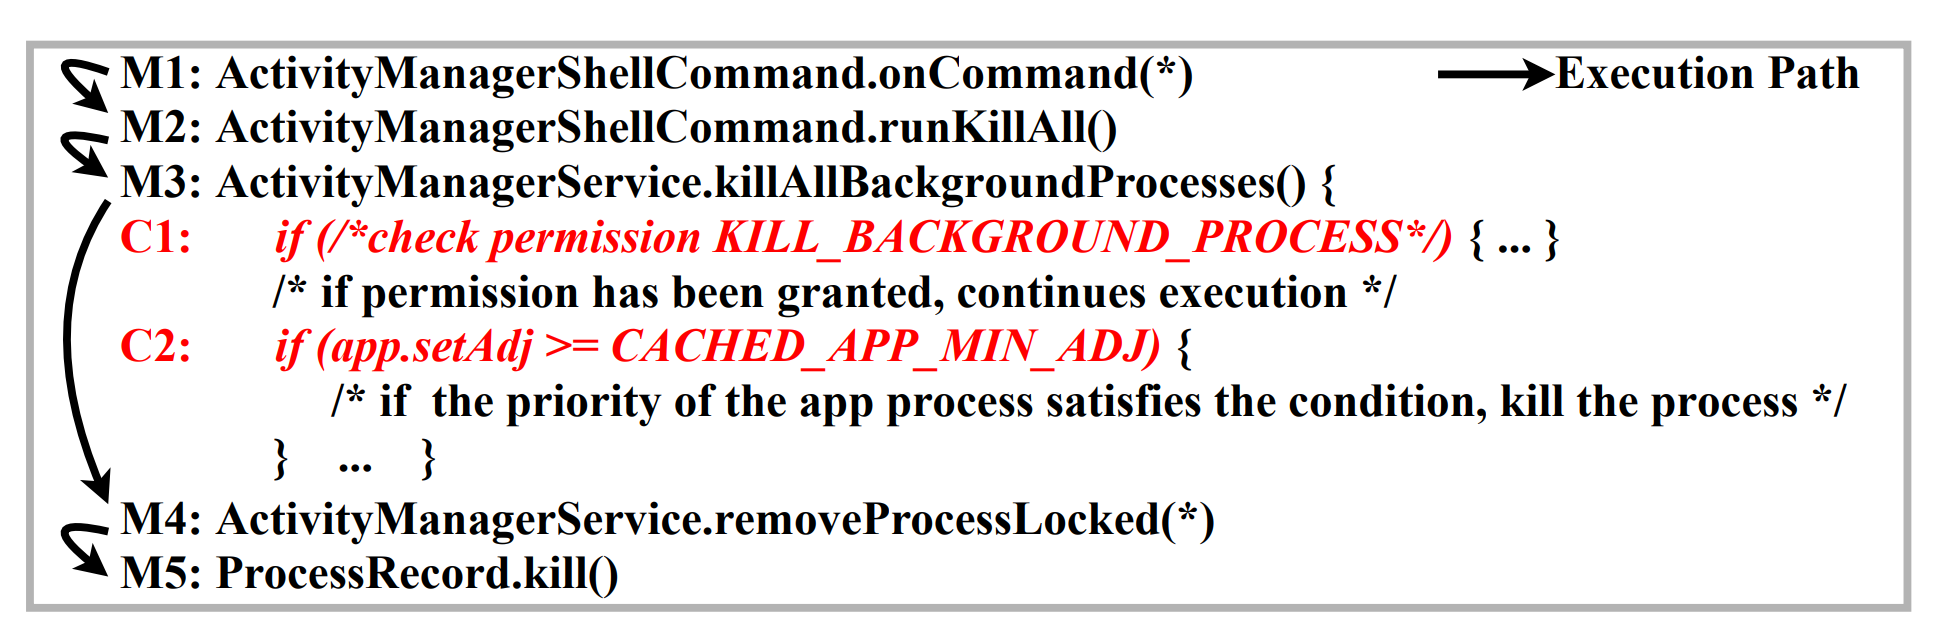 M1: ActivityManagerShellCommand.onCommand(*)
Execution Path
M2: ActivityManagerShellCommand.runKillAll()
M3: ActivityManagerService.killAllBackgroundProcesses() {
C1: if (/*check permission KILL_BACKGROUND_PROCESS*/) { ... }
/* if permission has been granted, continues execution */
C2: if (app.setAdj >= CACHED_APP_MIN_ADJ) {
/* if the priority of the app process satisfies the condition, kill the process */
} ... }
M4: ActivityManagerService.removeProcessLocked(*)
M5: ProcessRecord.kill()